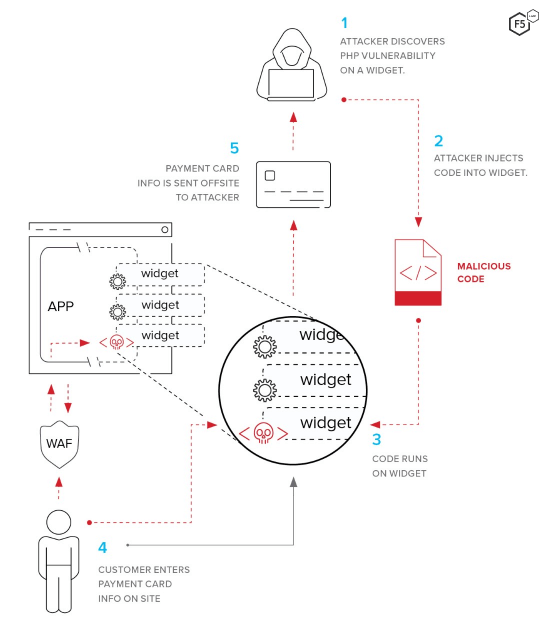 F5
LABS
1
ATTACKER DISCOVERS
PHP VULNERABILITY
ON A WIDGET.
2
ATTACKER INJECTS
CODE INTO WIDGET.
5
PAYMENT CARD
INFO IS SENT OFFSITE
TO ATTACKER
</>
MALICIOUS
CODE
APP
widget
widget
widget
widge
widget
widget
3
CODE RUNS
ON WIDGET
WAF
4
CUSTOMER ENTERS
PAYMENT CARD
INFO ON SITE